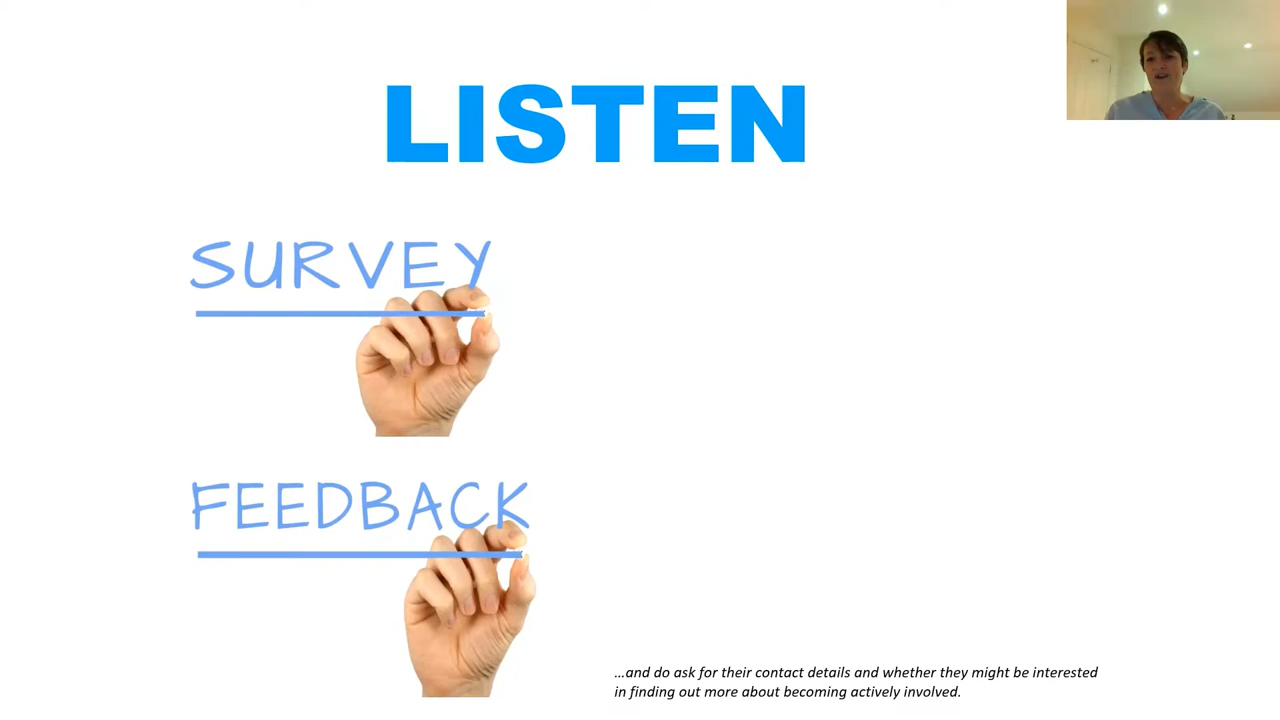 LISTEN
SURVEY
FEEDBACK
...and do ask for their contact details and whether they might be interested
in finding out more about becoming actively involved.